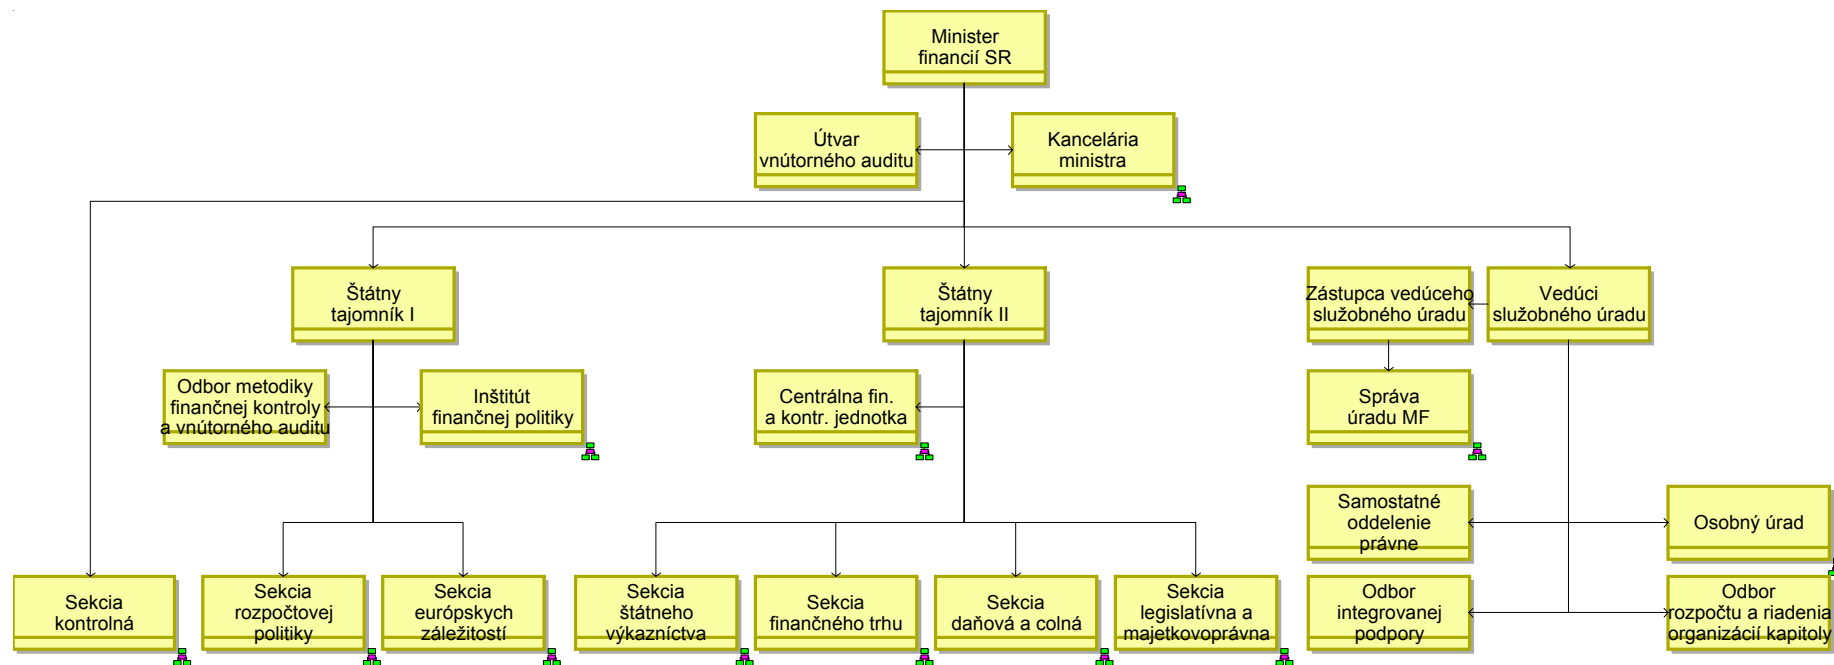 Minister
financií SR
Útvar
vnútorného auditu
Kancelária
ministra
Štátny
tajomník I
Štátny
tajomník II
Zástupca vedúceho
služobného úradu
Vedúci
služobného úradu
Odbor metodiky
finančnej kontroly
a vnútorného auditu
Inštitút
finančnej politiky
Centrálna fin.
a kontr. jednotka
Správa
úradu MF
Samostatné
oddelenie
právne
Osobný úrad
Sekcia
kontrolná
Sekcia
rozpočtovej
politiky
Sekcia
európskych
záležitostí
Sekcia
štátneho
výkazníctva
Sekcia
finančného trhu
Sekcia
daňová a colná
Sekcia
legislatívna a
majetkovoprávna
Odbor
integrovanej
podpory
Odbor
rozpočtu a riadenia
organizácií kapitoly